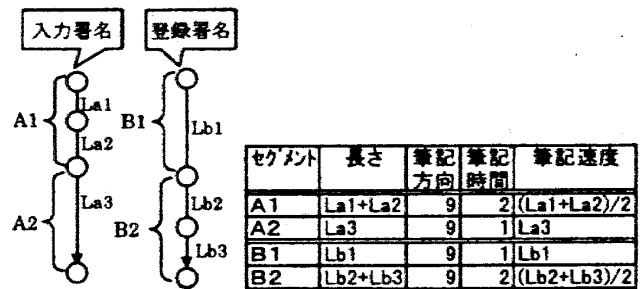 入力署名 登録署名
La1
A1
La2
B1
Lb1
La3
A2
B2
Lb2
Lb3
セグメント 長さ 筆記方向 筆記時間 筆記速度
A1 La1+La2 9 2 (La1+La2)/2
A2 La3 9 1 La3
B1 Lb1 9 1 Lb1
B2 Lb2+Lb3 9 2 (Lb2+Lb3)/2